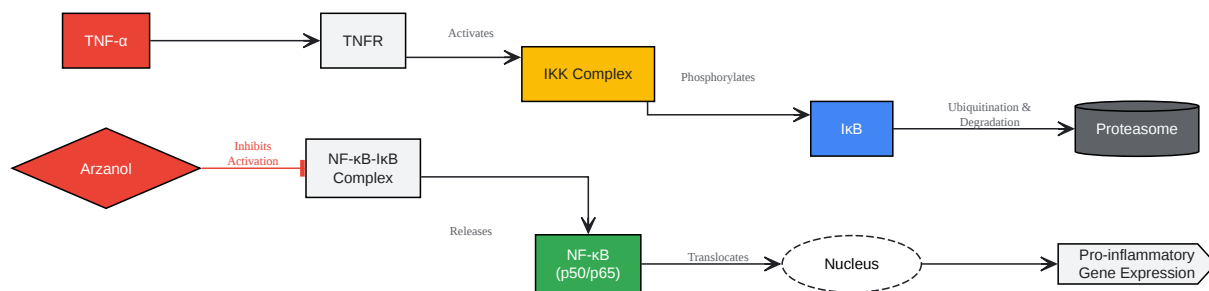 TNF-α
TNFR
Activates
IKK Complex
Phosphorylates
IκB
Ubiquitination &
Degradation
Proteasome
Arzanol
Inhibits
Activation
NF-κB-IκB
Complex
Releases
NF-κB
(p50/p65)
Translocates
Nucleus
Pro-inflammatory
Gene Expression